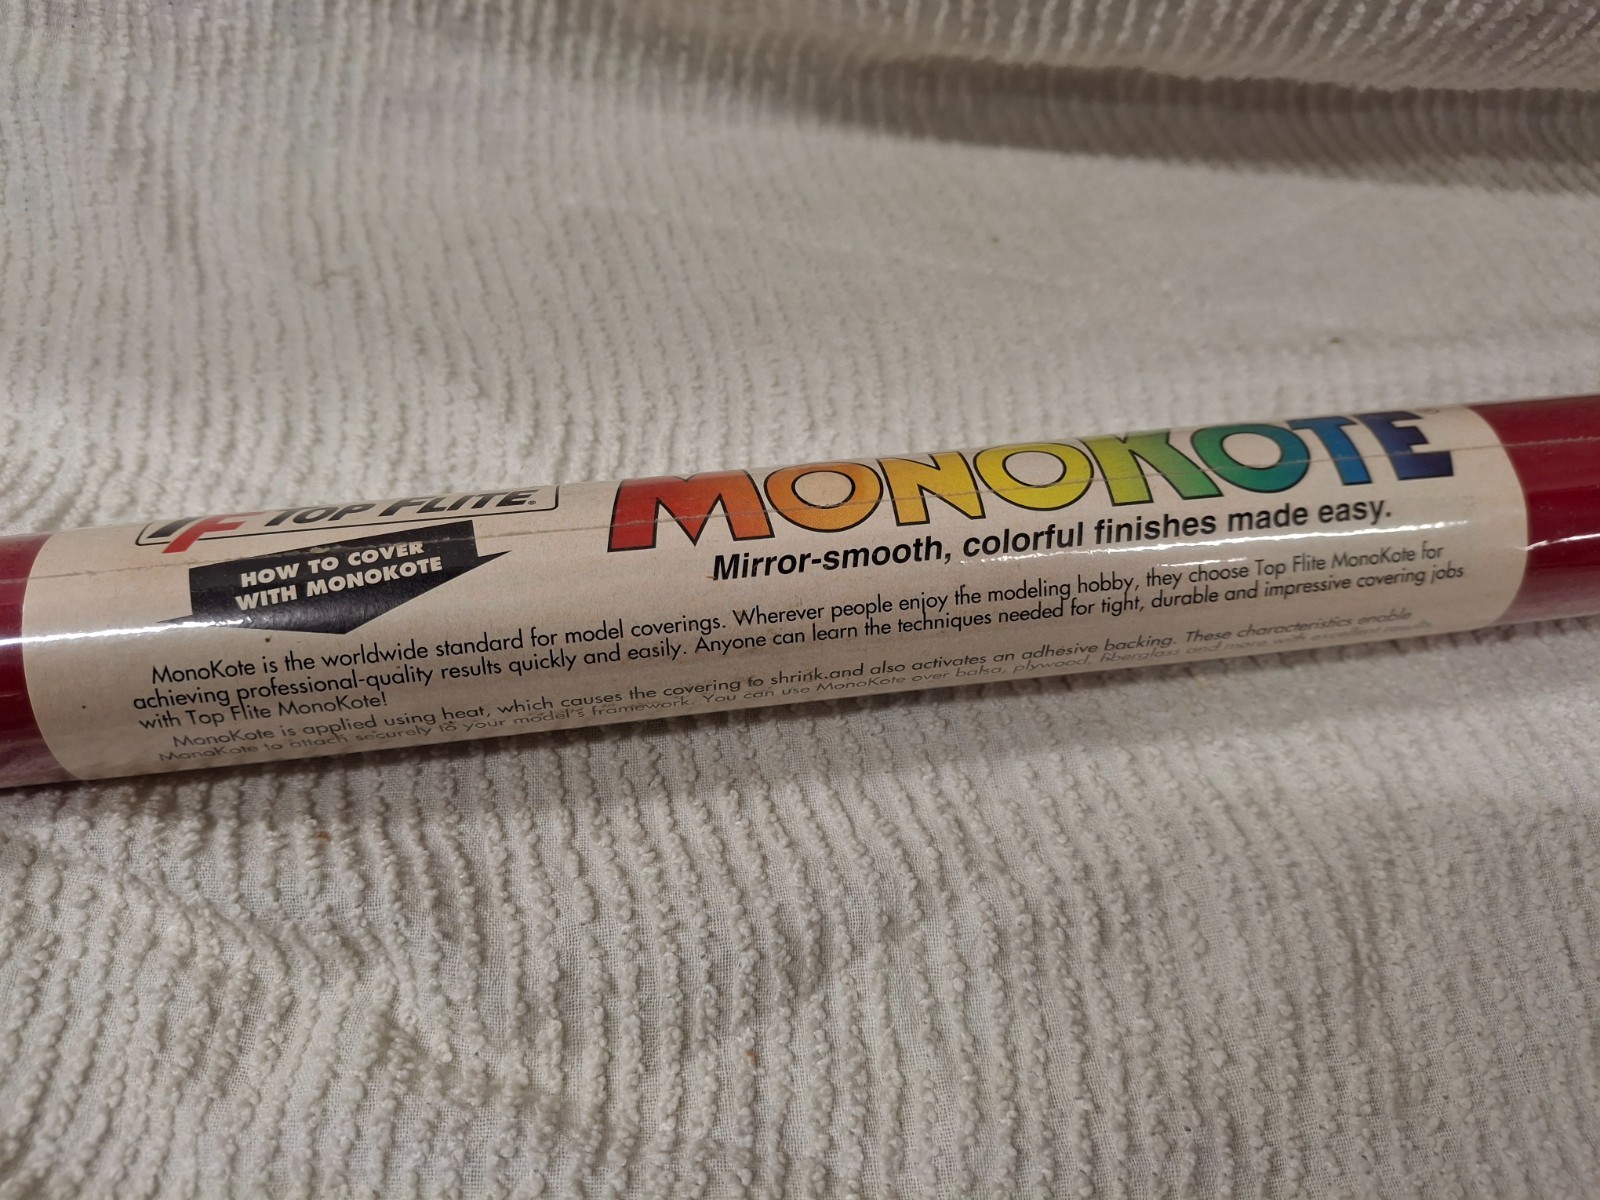 TOP FLITE®
MONOKOTE®
HOW TO COVER
WITH MONOKOTE
Mirror-smooth, colorful finishes made easy.
MonoKote is the worldwide standard for model coverings. Wherever people enjoy the modeling hobby, they choose Top Flite MonoKote for
achieving professional-quality results quickly and easily. Anyone can learn the techniques needed for tight, durable and impressive covering jobs
with Top Flite MonoKote!
MonoKote is applied using heat, which causes the covering to shrink and also activates an adhesive backing. These characteristics enable
MonoKote to attach securely to your model's framework. You can use MonoKote over balsa, plywood, fiberglass and more with